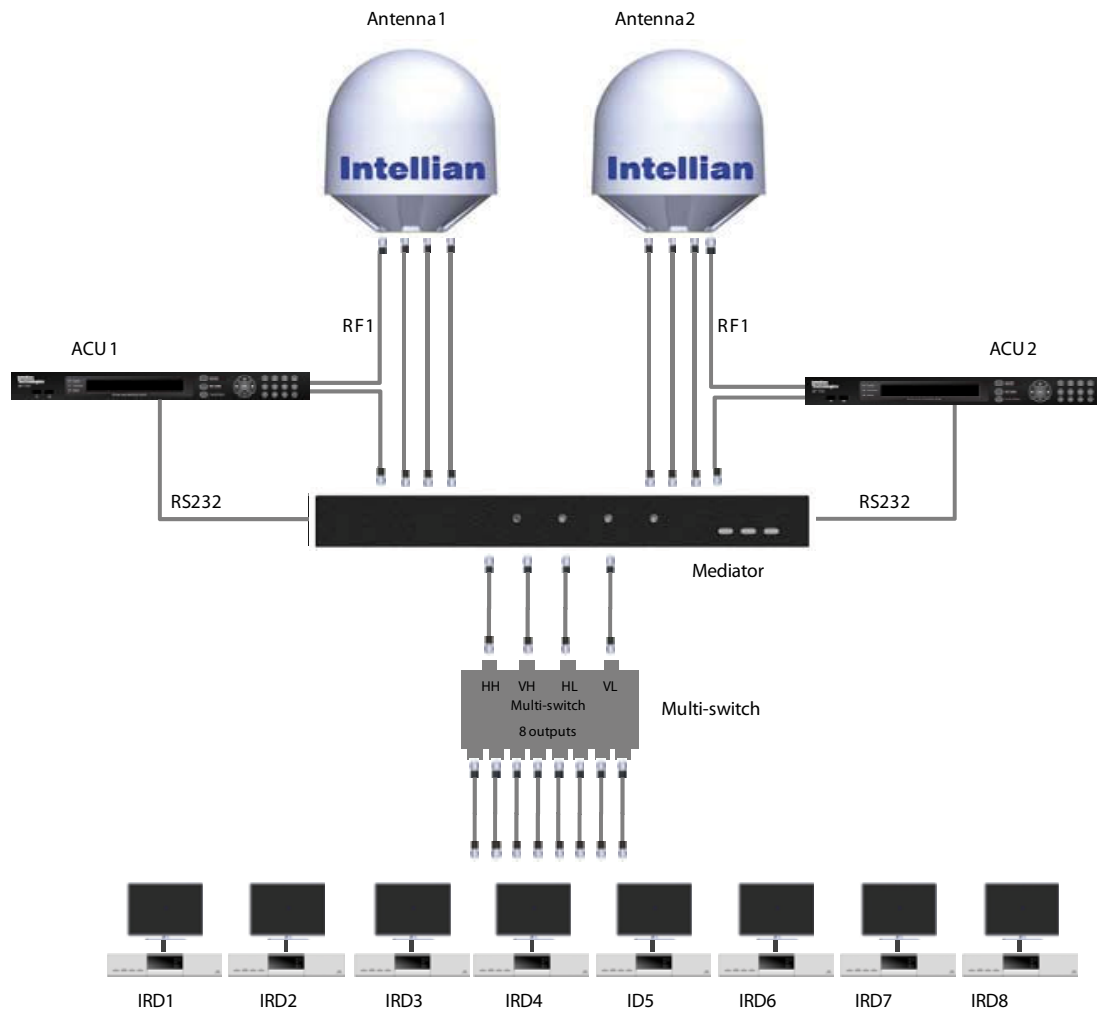 Antenna1
Antenna2
Intellian
Intellian
RF1
RF1
ACU1
ACU2
RS232
RS232
Mediator
HH VH HL VL
Multi-switch
8 outputs
Multi-switch
IRD1 IRD2 IRD3 IRD4 ID5 IRD6 IRD7 IRD8